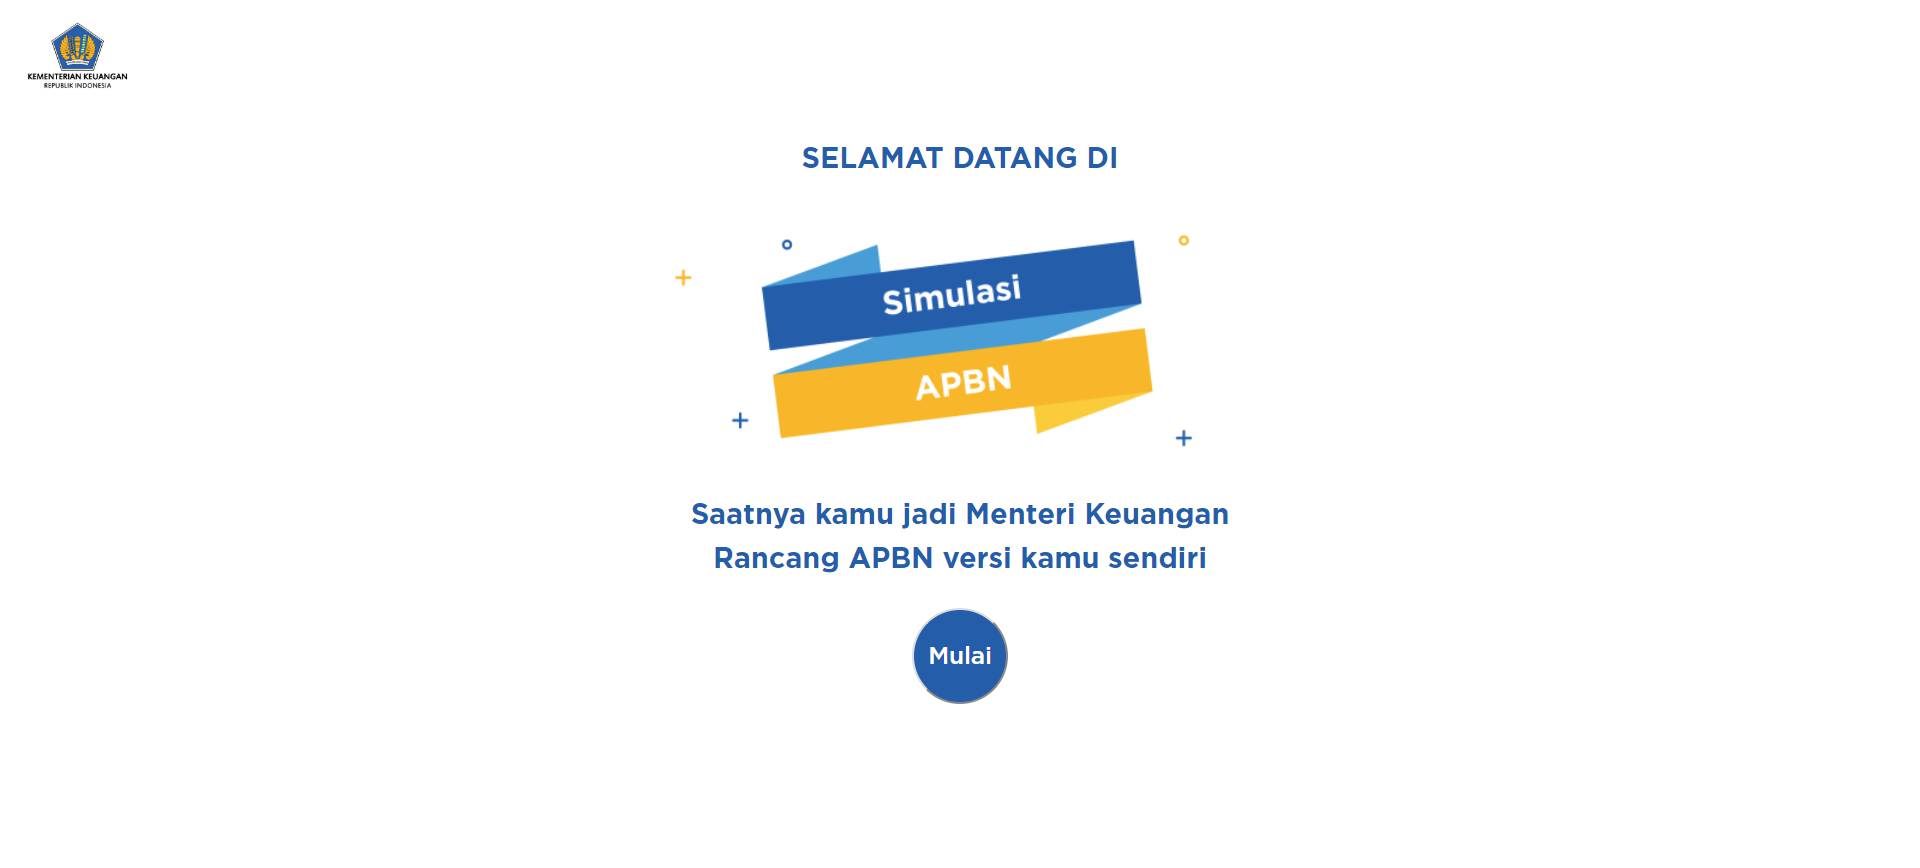 KEMENTERIAN KEUANGAN
REPUBLIK INDONESIA
SELAMAT DATANG DI
Simulasi
APBN
Saatnya kamu jadi Menteri Keuangan
Rancang APBN versi kamu sendiri
Mulai